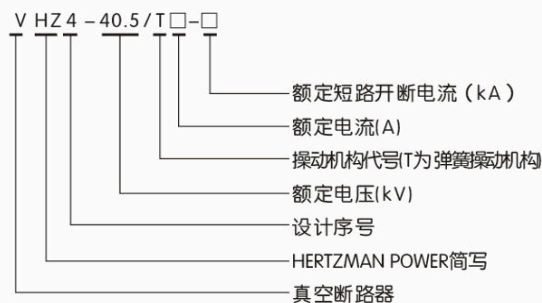 V HZ 4 - 40.5 / T □ - □
额定短路开断电流（kA）
额定电流(A)
操动机构代号(T为弹簧操动机构)
额定电压(kV)
设计序号
HERTZMAN POWER简写
真空断路器